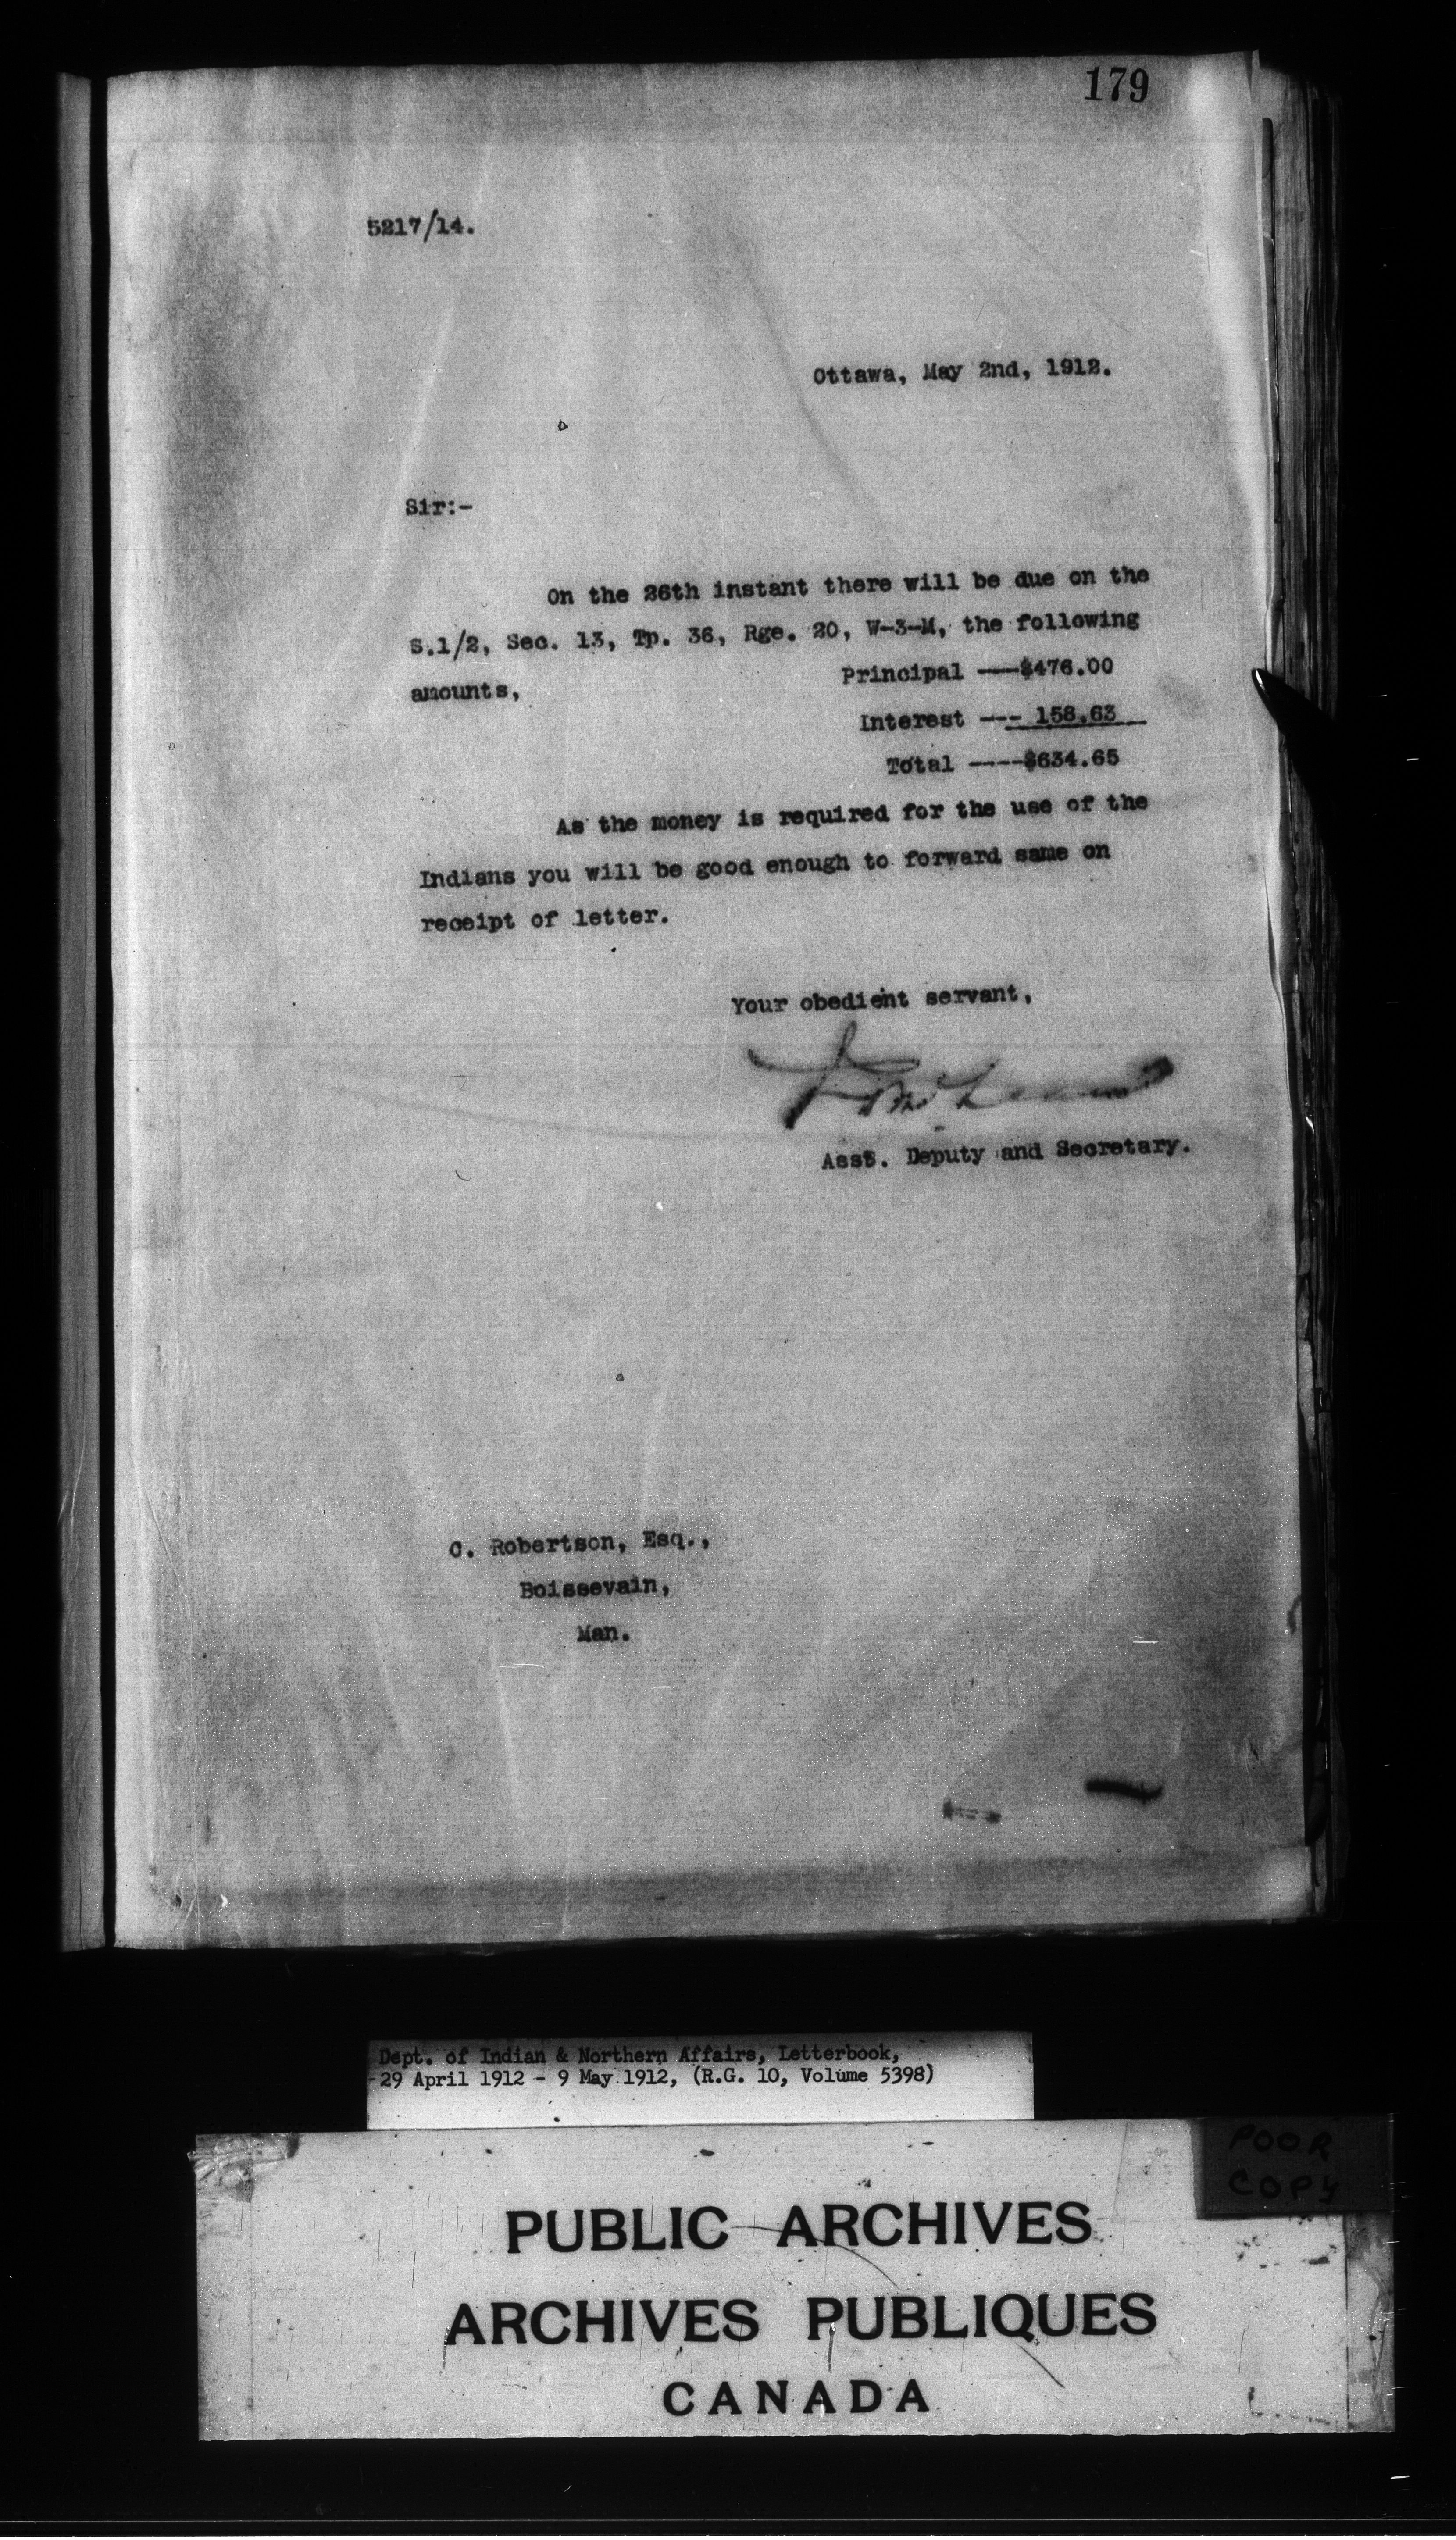 179
5217/14.
Ottawa, May 2nd, 1912.
Sir:-
On the 26th instant there will be due on the
S.1/2, Sec. 13, Tp. 36, Rge. 20, W-3-M, the following
amounts,
Principal ---$476.00
Interest --- 158.63
Total ----$634.65
As the money is required for the use of the
Indians you will be good enough to forward same on
receipt of letter.
Your obedient servant,
Asst. Deputy and Secretary.
C. Robertson, Esq.,
Boissevain,
Man.
Dept. of Indian & Northern Affairs, Letterbook,
29 April 1912 - 9 May 1912, (R.G. 10, Volume 5398)
POOR
COPY
PUBLIC ARCHIVES
ARCHIVES PUBLIQUES
CANADA